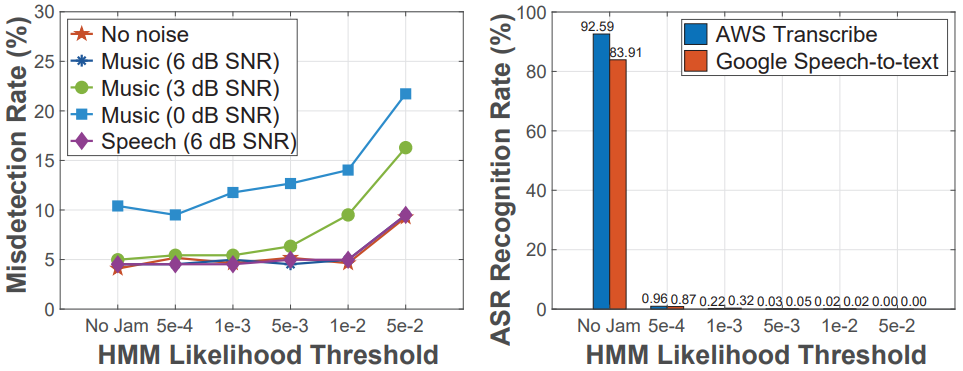 Misdetection Rate (%)
30
25
20
15
10
5
0
No noise
Music (6 dB SNR)
Music (3 dB SNR)
Music (0 dB SNR)
Speech (6 dB SNR)
No Jam 5e-4 1e-3 5e-3 1e-2 5e-2
HMM Likelihood Threshold
ASR Recognition Rate (%)
100
80
60
40
20
0
AWS Transcribe
Google Speech-to-text
92.59
83.91
0.96 0.87 0.22 0.32 0.03 0.05 0.02 0.02 0.00 0.00
No Jam 5e-4 1e-3 5e-3 1e-2 5e-2
HMM Likelihood Threshold